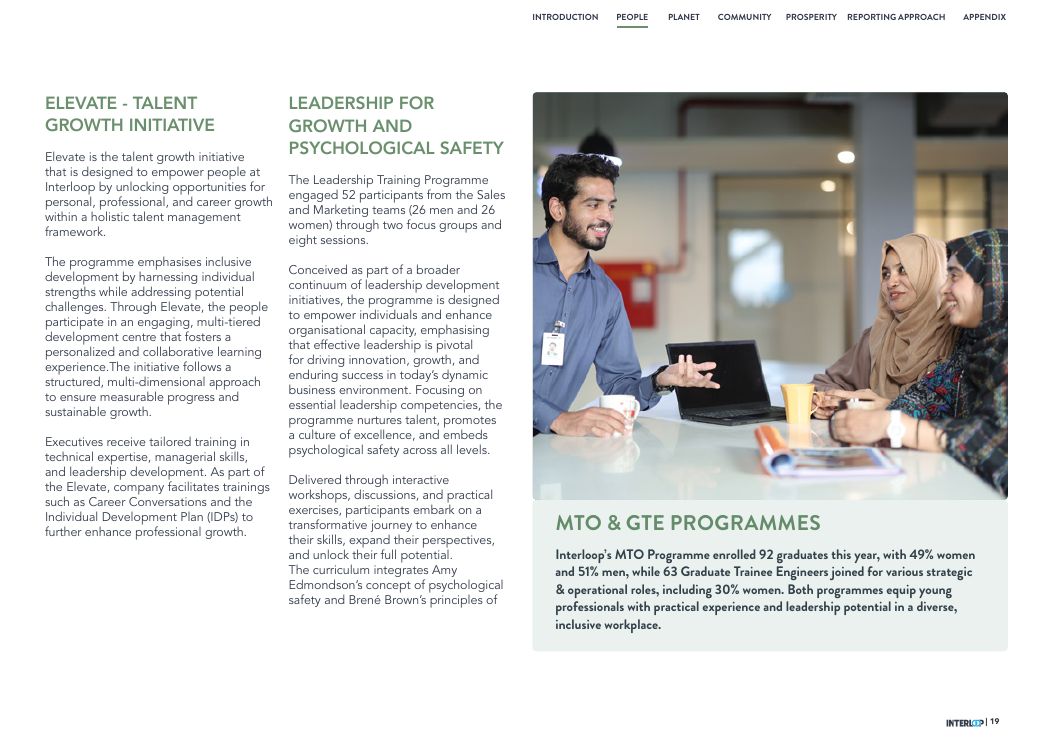 INTRODUCTION PEOPLE PLANET COMMUNITY PROSPERITY REPORTING APPROACH APPENDIX
ELEVATE - TALENT
GROWTH INITIATIVE
Elevate is the talent growth initiative
that is designed to empower people at
Interloop by unlocking opportunities for
personal, professional, and career growth
within a holistic talent management
framework.
The programme emphasises inclusive
development by harnessing individual
strengths while addressing potential
challenges. Through Elevate, the people
participate in an engaging, multi-tiered
development centre that fosters a
personalized and collaborative learning
experience.The initiative follows a
structured, multi-dimensional approach
to ensure measurable progress and
sustainable growth.
Executives receive tailored training in
technical expertise, managerial skills,
and leadership development. As part of
the Elevate, company facilitates trainings
such as Career Conversations and the
Individual Development Plan (IDPs) to
further enhance professional growth.
LEADERSHIP FOR
GROWTH AND
PSYCHOLOGICAL SAFETY
The Leadership Training Programme
engaged 52 participants from the Sales
and Marketing teams (26 men and 26
women) through two focus groups and
eight sessions.
Conceived as part of a broader
continuum of leadership development
initiatives, the programme is designed
to empower individuals and enhance
organisational capacity, emphasising
that effective leadership is pivotal
for driving innovation, growth, and
enduring success in today's dynamic
business environment. Focusing on
essential leadership competencies, the
programme nurtures talent, promotes
a culture of excellence, and embeds
psychological safety across all levels.
Delivered through interactive
workshops, discussions, and practical
exercises, participants embark on a
transformative journey to enhance
their skills, expand their perspectives,
and unlock their full potential.
The curriculum integrates Amy
Edmondson's concept of psychological
safety and Brené Brown's principles of
MTO & GTE PROGRAMMES
Interloop's MTO Programme enrolled 92 graduates this year, with 49% women
and 51% men, while 63 Graduate Trainee Engineers joined for various strategic
& operational roles, including 30% women. Both programmes equip young
professionals with practical experience and leadership potential in a diverse,
inclusive workplace.
INTERLOOP | 19